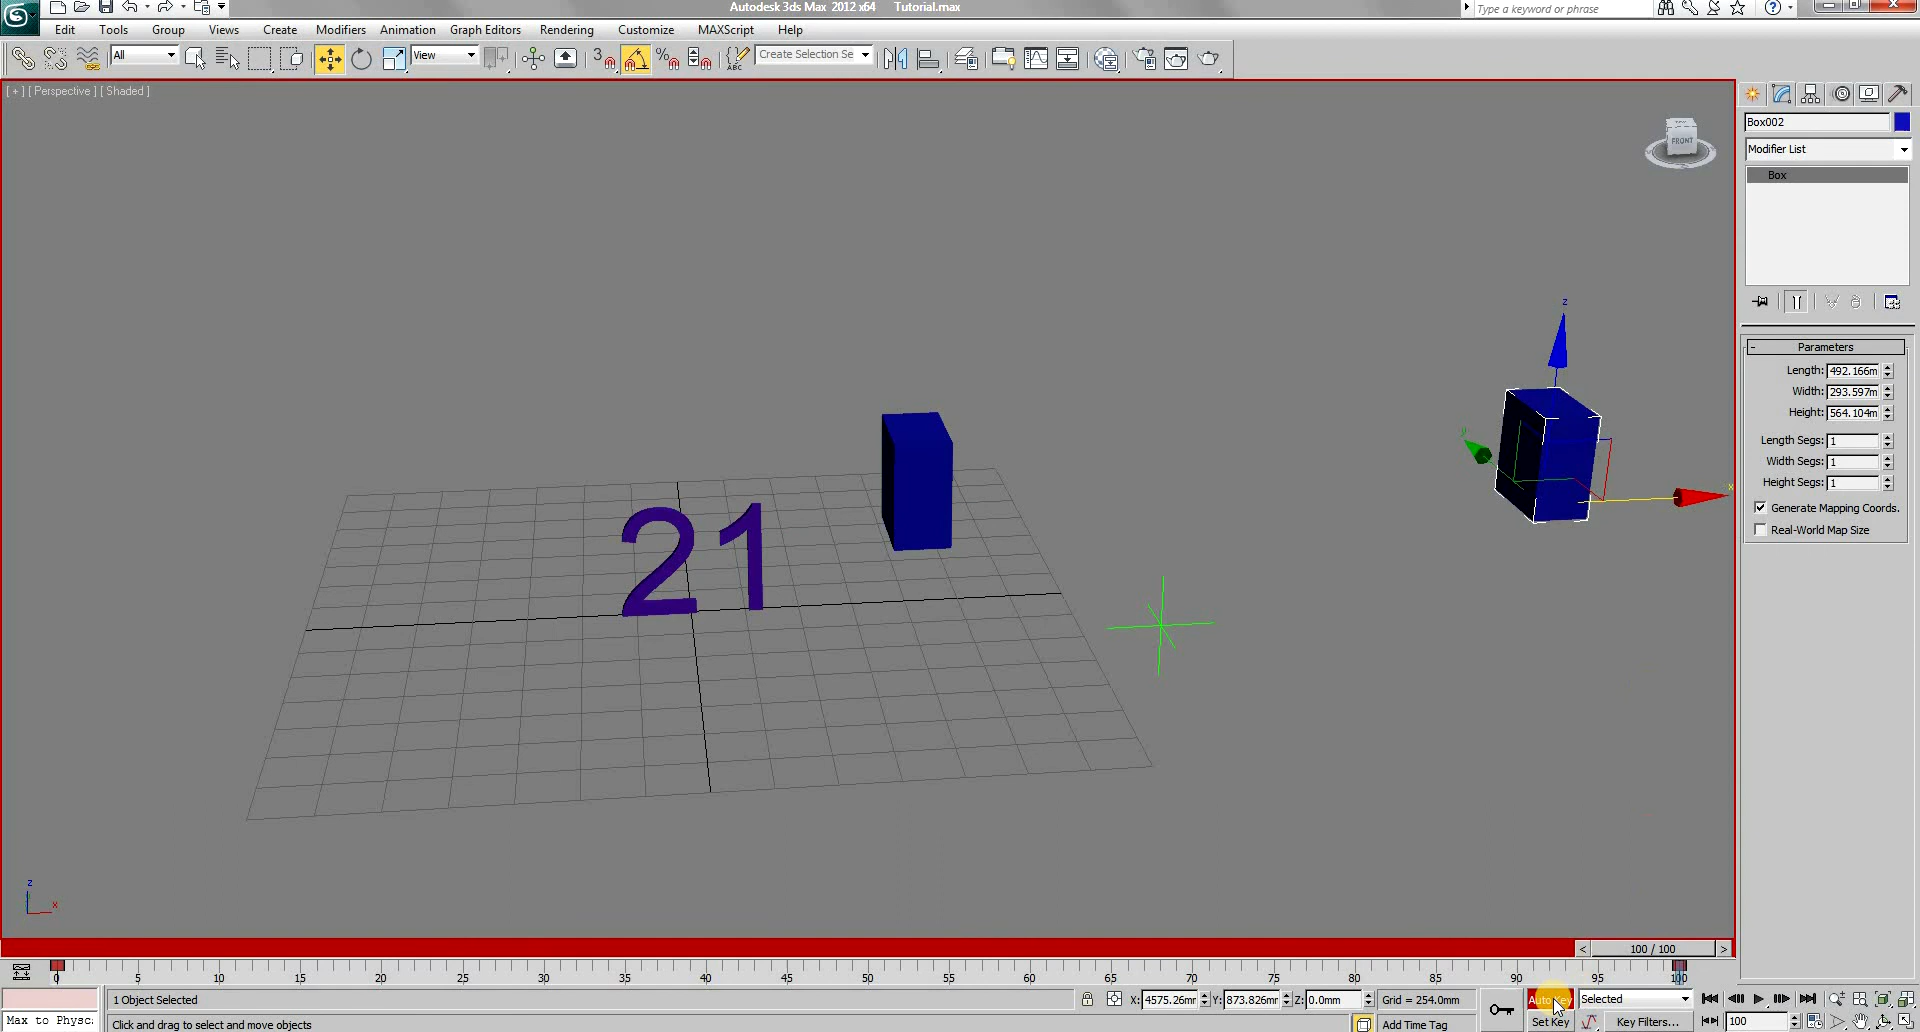 Autodesk 3ds Max 2012 x64 Tutorial.max
Type a keyword or phrase
Edit Tools Group Views Create Modifiers Animation Graph Editors Rendering Customize MAXScript Help
All View 3 % ABC Create Selection Se
[ + ] [ Perspective ] [ Shaded ]
TOP
FRONT
Box002
Modifier List
Box
z
y
x
21
- Parameters
Length: 492.166m
Width: 293.597m
Height: 564.104m
Length Segs: 1
Width Segs: 1
Height Segs: 1
Generate Mapping Coords.
Real-World Map Size
z
x
< 100 / 100 >
0 5 10 15 20 25 30 35 40 45 50 55 60 65 70 75 80 85 90 95 100
1 Object Selected X: 4575.26mr Y: 873.826mr Z: 0.0mm Grid = 254.0mm Auto Key Selected
Max to Physc: Click and drag to select and move objects Add Time Tag Set Key Key Filters... 100